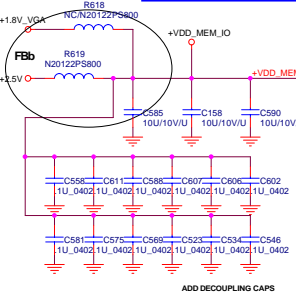 R618
+1.8V_VGA NC/N20122PS800
+VDD_MEM_IO
FBb R619
N20122PS800
+2.5V
+VDD_MEM
C585 C158 C590
10U/10V/U 10U/10V/U 10U/10V/U
C558 C611 C588 C607 C606 C602
.1U_0402 .1U_0402 .1U_0402 .1U_0402 .1U_0402 .1U_0402
C581 C575 C569 C523 C534 C546
.1U_0402 .1U_0402 .1U_0402 .1U_0402 .1U_0402 .1U_0402
ADD DECOUPLING CAPS